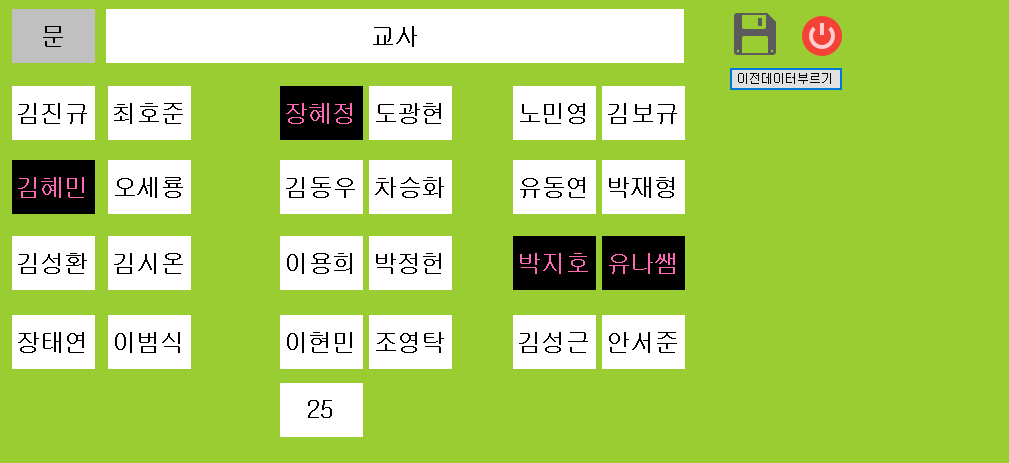 문 교사
이전데이터부르기
김진규 최호준 장혜정 도광현 노민영 김보규
김혜민 오세룡 김동우 차승화 유동연 박재형
김성환 김시온 이용희 박정헌 박지호 유나쌤
장태연 이범식 이현민 조영탁 김성근 안서준
25